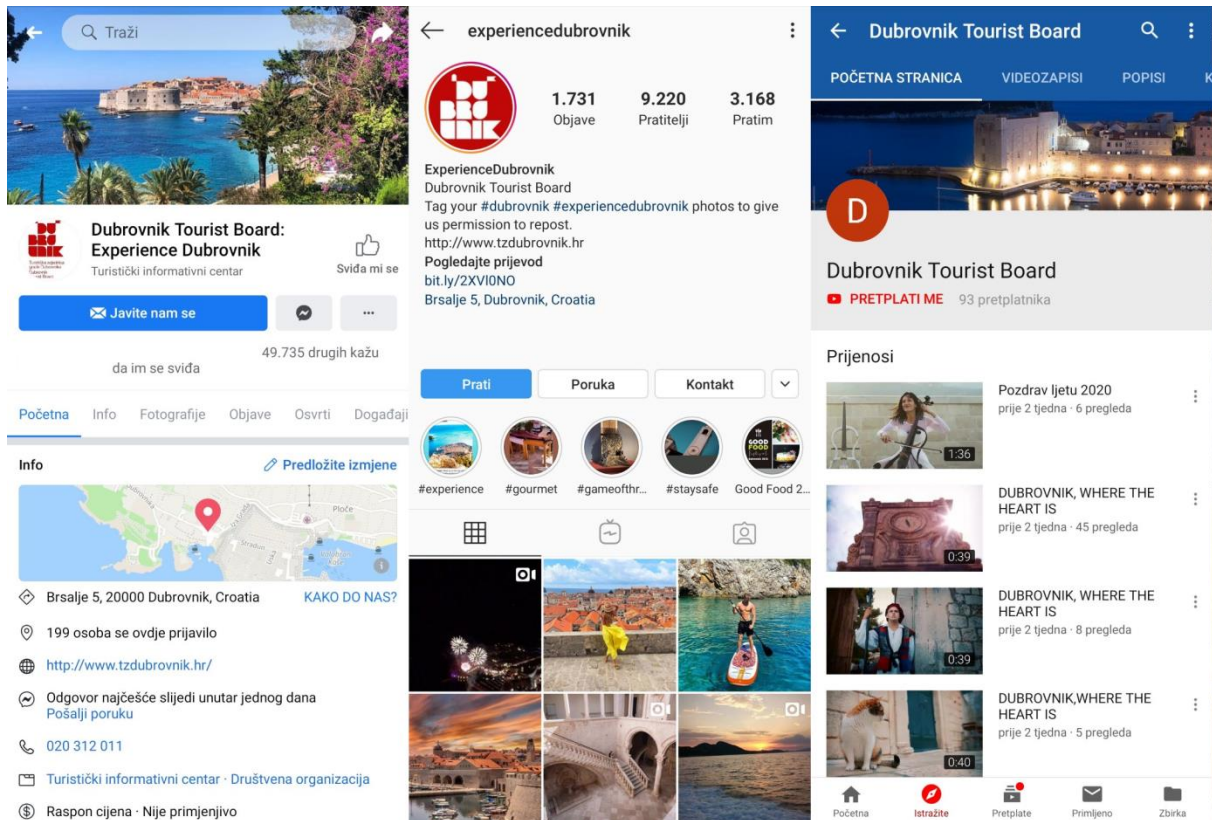 Traži
DU
BRO
VNIK
Dubrovnik Tourist Board:
Experience Dubrovnik
Turistički informativni centar
Sviđa mi se
Javite nam se
49.735 drugih kažu
da im se sviđa
Početna Info Fotografije Objave Osvrti Događaji
Info
Predložite izmjene
Ploče
Stradun
Brsalje 5, 20000 Dubrovnik, Croatia
KAKO DO NAS?
199 osoba se ovdje prijavilo
http://www.tzdubrovnik.hr/
Odgovor najčešće slijedi unutar jednog dana
Pošalji poruku
020 312 011
Turistički informativni centar · Društvena organizacija
Raspon cijena · Nije primjenjivo
experiencedubrovnik
DU
BRO
VNIK
1.731 9.220 3.168
Objave Pratitelji Pratim
ExperienceDubrovnik
Dubrovnik Tourist Board
Tag your #dubrovnik #experiencedubrovnik photos to give
us permission to repost.
http://www.tzdubrovnik.hr
Pogledajte prijevod
bit.ly/2XVl0NO
Brsalje 5, Dubrovnik, Croatia
Prati Poruka Kontakt
GOOD
FOOD
#experience #gourmet #gameofthr... #staysafe Good Food 2...
Dubrovnik Tourist Board
POČETNA STRANICA VIDEOZAPISI POPISI K
D
Dubrovnik Tourist Board
PRETPLATI ME 93 pretplatnika
Prijenosi
Pozdrav ljetu 2020
prije 2 tjedna · 6 pregleda
1:36
DUBROVNIK, WHERE THE
HEART IS
prije 2 tjedna · 45 pregleda
0:39
DUBROVNIK, WHERE THE
HEART IS
prije 2 tjedna · 8 pregleda
0:39
DUBROVNIK,WHERE THE
HEART IS
prije 2 tjedna · 5 pregleda
0:40
Početna Istražite Pretplate Primljeno Zbirka